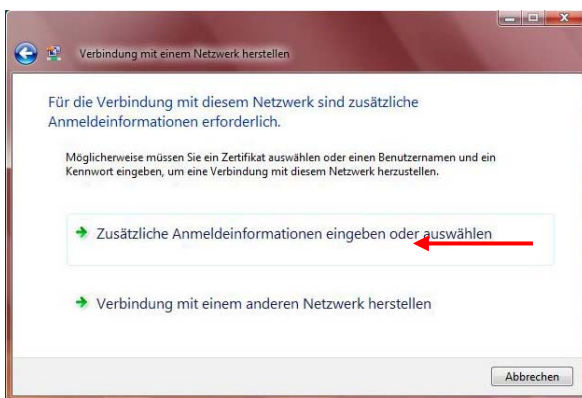 Verbindung mit einem Netzwerk herstellen
Für die Verbindung mit diesem Netzwerk sind zusätzliche
Anmeldeinformationen erforderlich.
Möglicherweise müssen Sie ein Zertifikat auswählen oder einen Benutzernamen und ein
Kennwort eingeben, um eine Verbindung mit diesem Netzwerk herzustellen.
Zusätzliche Anmeldeinformationen eingeben oder auswählen
Verbindung mit einem anderen Netzwerk herstellen
Abbrechen